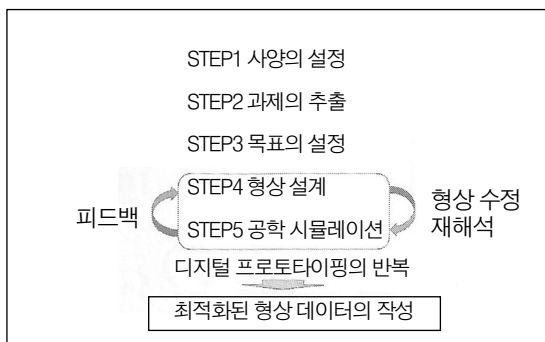 STEP1 사양의 설정
STEP2 과제의 추출
STEP3 목표의 설정
STEP4 형상 설계
피드백
형상 수정
재해석
STEP5 공학 시뮬레이션
디지털 프로토타이핑의 반복
최적화된 형상 데이터의 작성